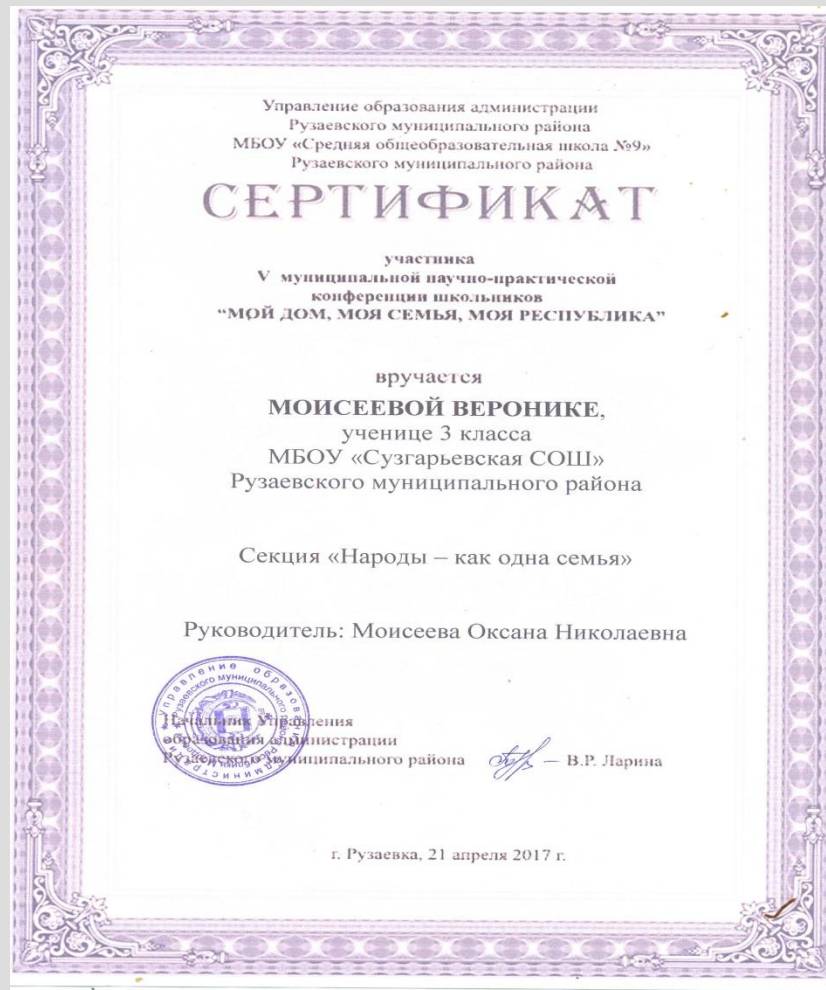 Управление образования администрации
Рузаевского муниципального района
МБОУ «Средняя общеобразовательная школа №9»
Рузаевского муниципального района
СЕРТИФИКАТ
участника
V муниципальной научно-практической
конференции школьников
“МОЙ ДОМ, МОЯ СЕМЬЯ, МОЯ РЕСПУБЛИКА”
вручается
МОИСЕЕВОЙ ВЕРОНИКЕ,
ученице 3 класса
МБОУ «Сузгарьевская СОШ»
Рузаевского муниципального района
Секция «Народы – как одна семья»
Руководитель: Моисеева Оксана Николаевна
Начальник Управления
образования администрации
Рузаевского муниципального района — В.Р. Ларина
г. Рузаевка, 21 апреля 2017 г.